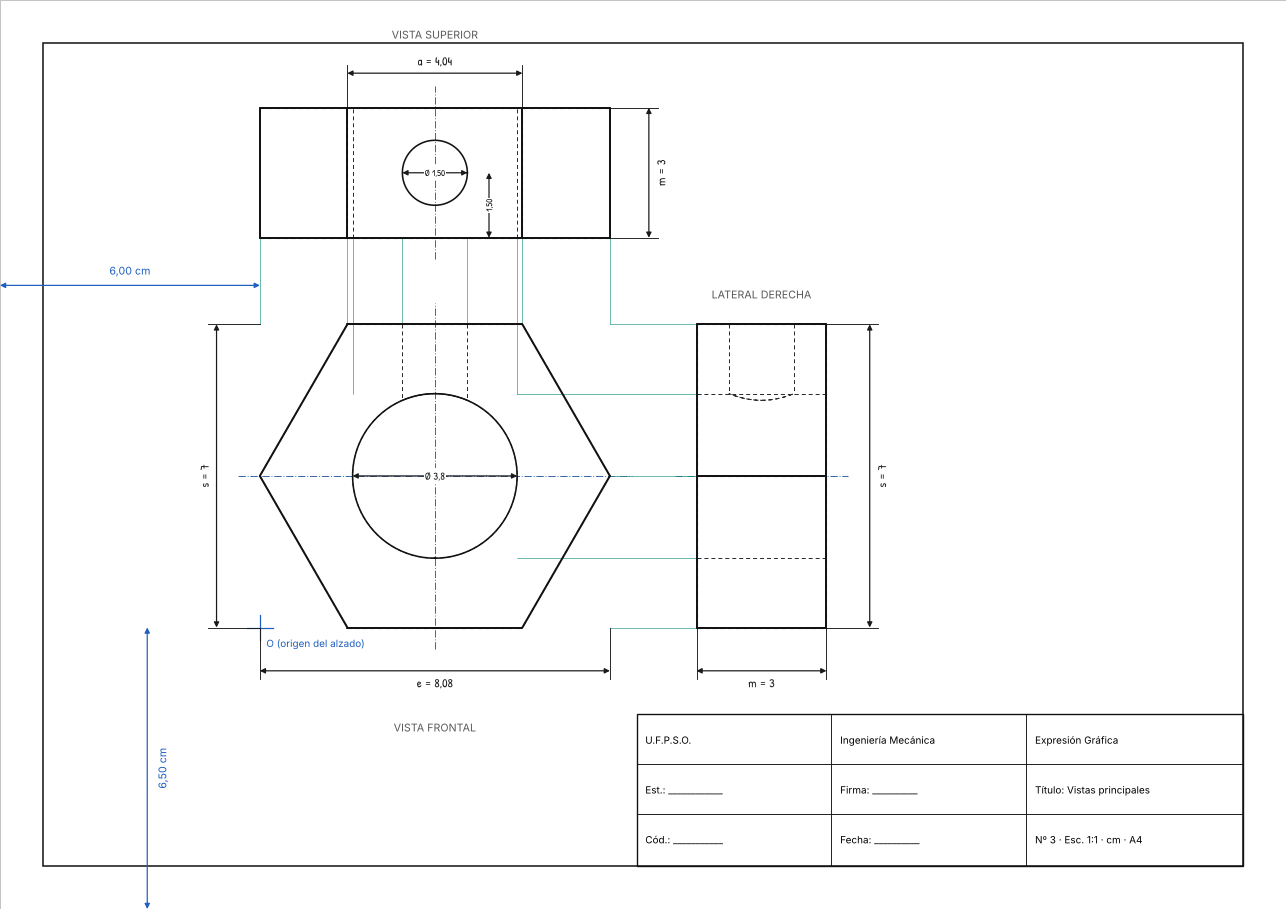 VISTA SUPERIOR
a = 4,04
Ø 1,50
1,50
m = 3
6,00 cm
LATERAL DERECHA
s = 7
Ø 3,8
s = 7
O (origen del alzado)
e = 8,08
m = 3
VISTA FRONTAL
6,50 cm
U.F.P.S.O.
Ingeniería Mecánica
Expresión Gráfica
Est.: __________
Firma: ________
Título: Vistas principales
Cód.: _________
Fecha: ________
Nº 3 · Esc. 1:1 · cm · A4